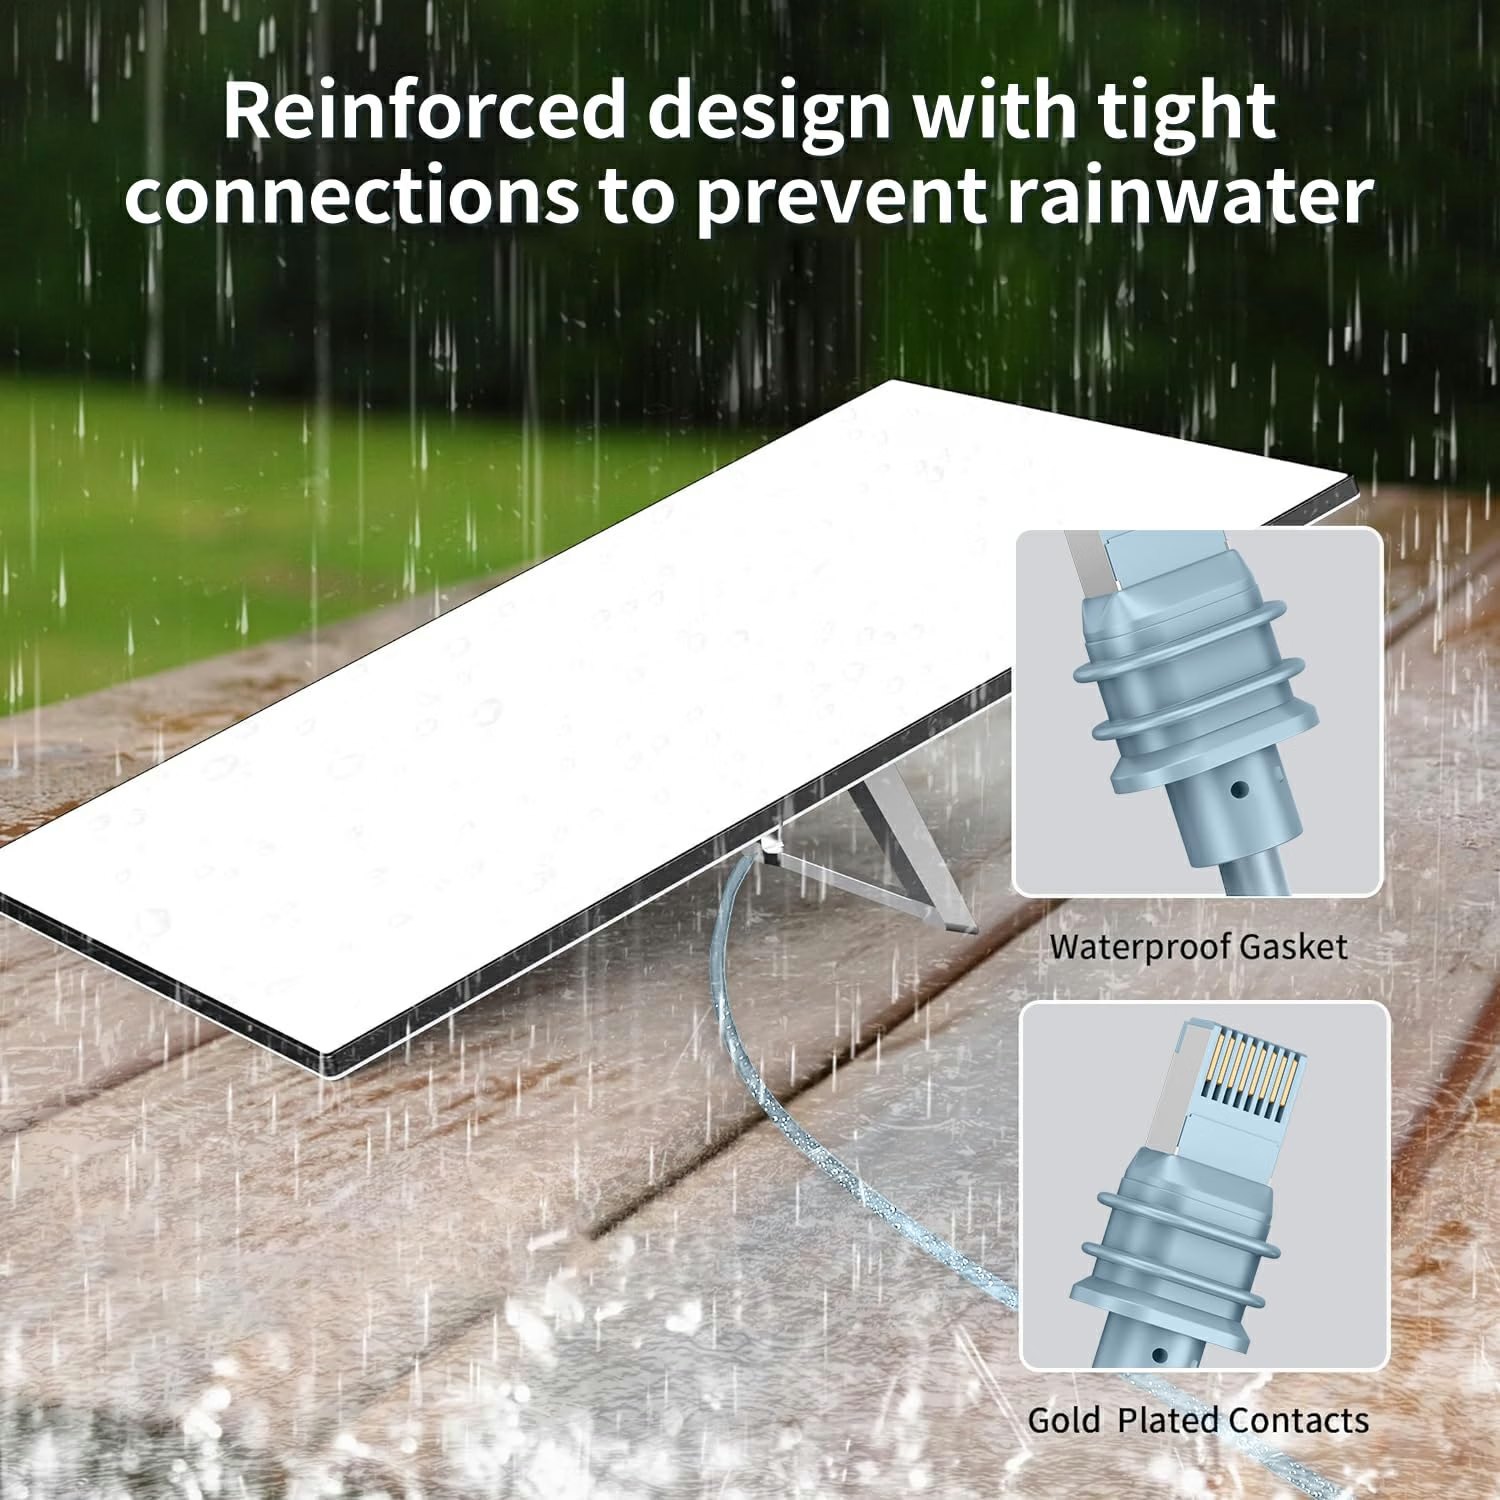 Reinforced design with tight
connections to prevent rainwater
Waterproof Gasket
Gold Plated Contacts